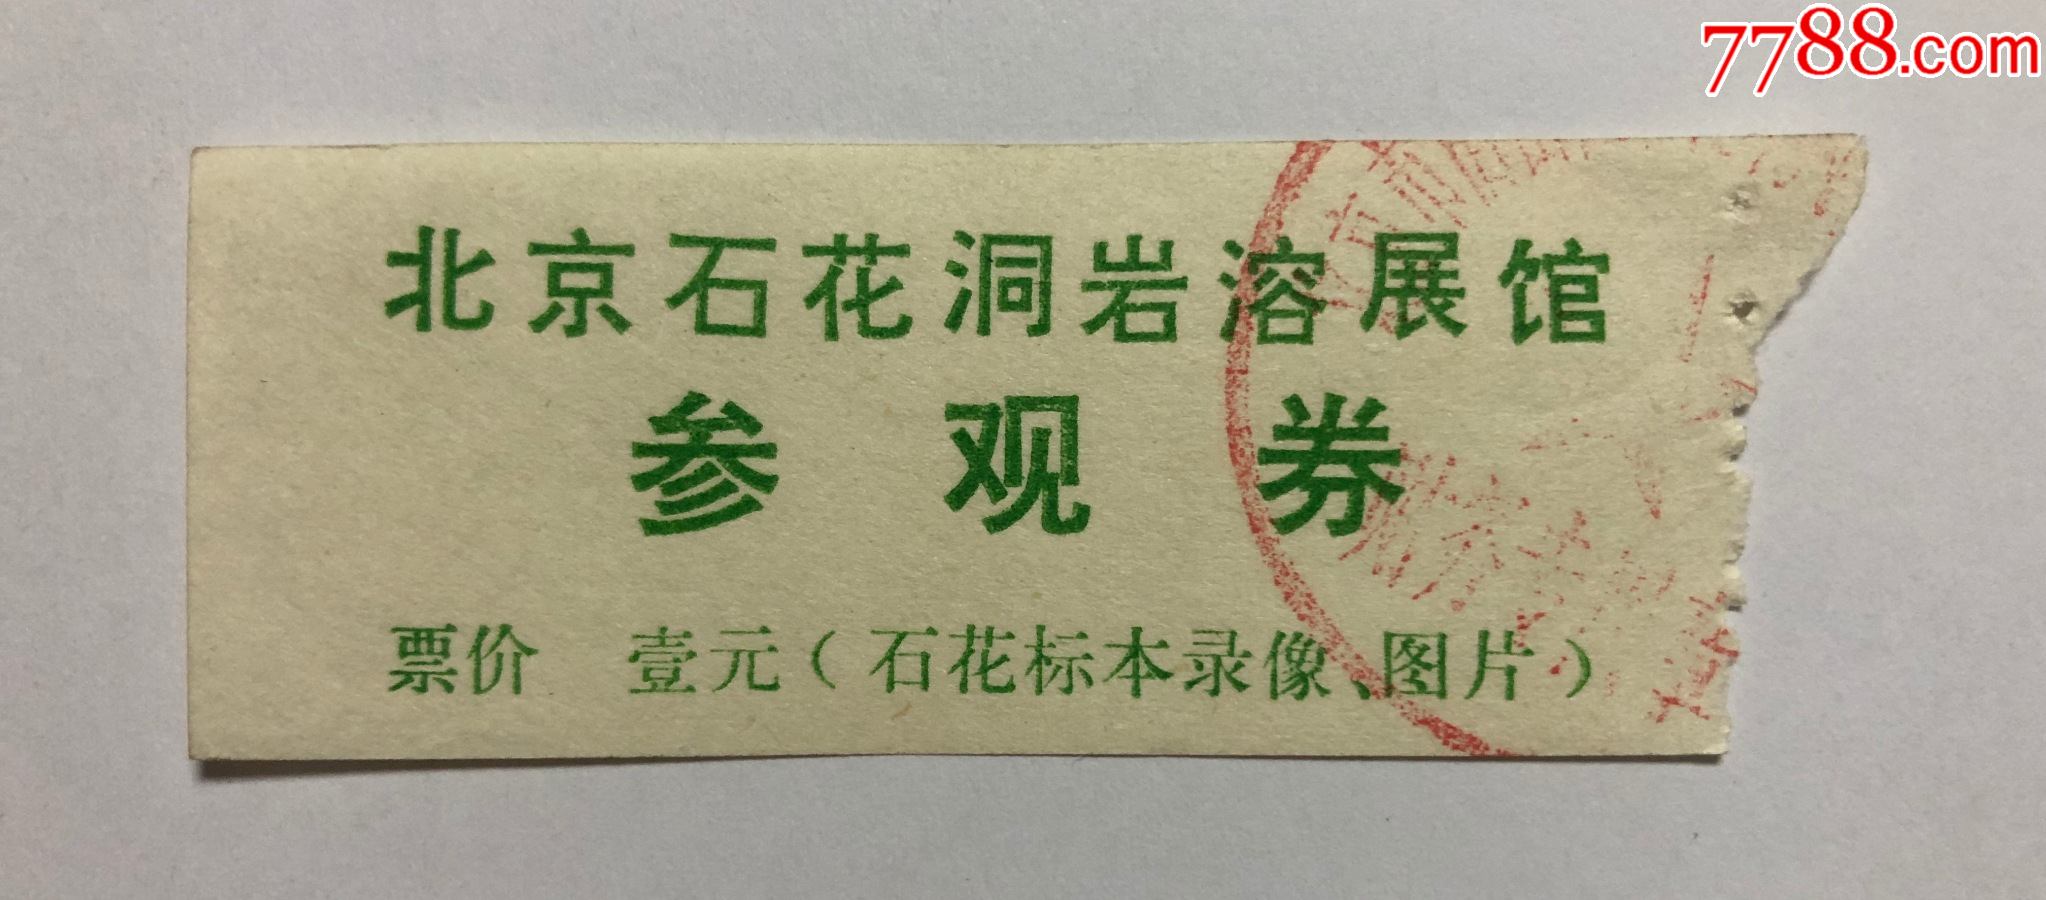 7788.com
北京石花洞岩溶展馆
参观券
票价 壹元（石花标本录像、图片）